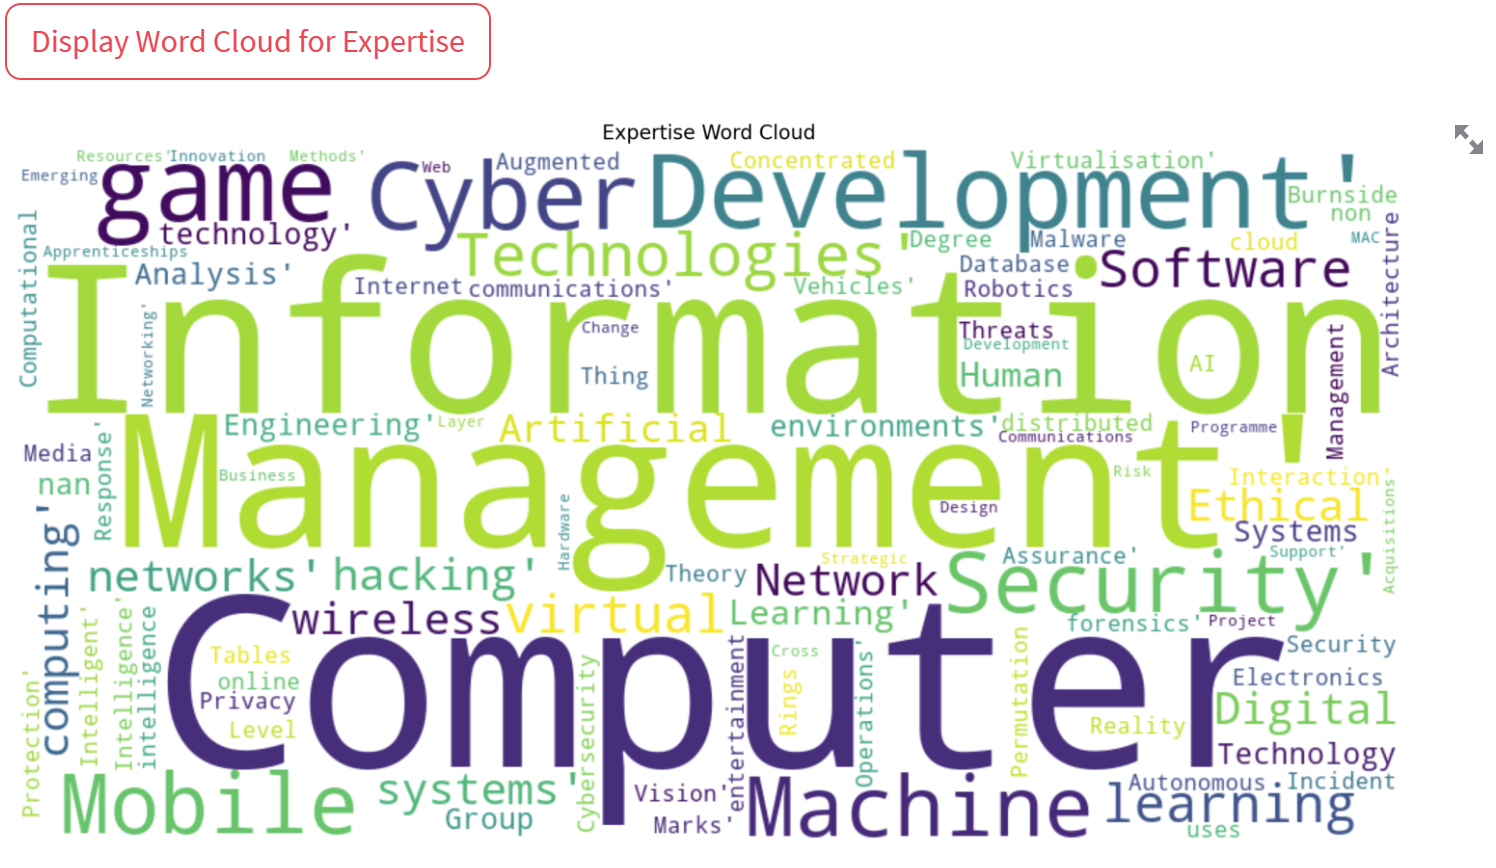 Display Word Cloud for Expertise
Expertise Word Cloud
Resources'
Innovation
Methods'
Emerging
game
Cyber
Web
Augmented
Development'
Concentrated
Virtualisation'
Burnside
non
technology'
Technologies'
Degree
Malware
cloud
MAC
Architecture
Computational
Apprenticeships
Analysis'
Internet
communications'
Vehicles'
Database
Robotics
Software
Information
Networking'
Change
Thing
Threats
Development
Human
AI
Management
Engineering'
Layer
Artificial
environments'
distributed
Communications
Programme
Media
nan
Response'
Management'
Business
Risk
Interaction'
Ethical
Design
Systems
Hardware
Acquisitions'
computing'
networks'
hacking'
Theory
Network
Strategic
Assurance'
Support'
Security'
wireless
virtual
Learning'
forensics'
Project
Computer
Security
Electronics
Digital
Protection'
Intelligent'
Intelligence'
intelligence
Tables
online
Privacy
Level
Cybersecurity
entertainment
Cross
Rings
Operations'
Permutation
Reality
Technology
Mobile
systems'
Group
Vision'
Marks'
Machine
Autonomous
Incident
learning
uses